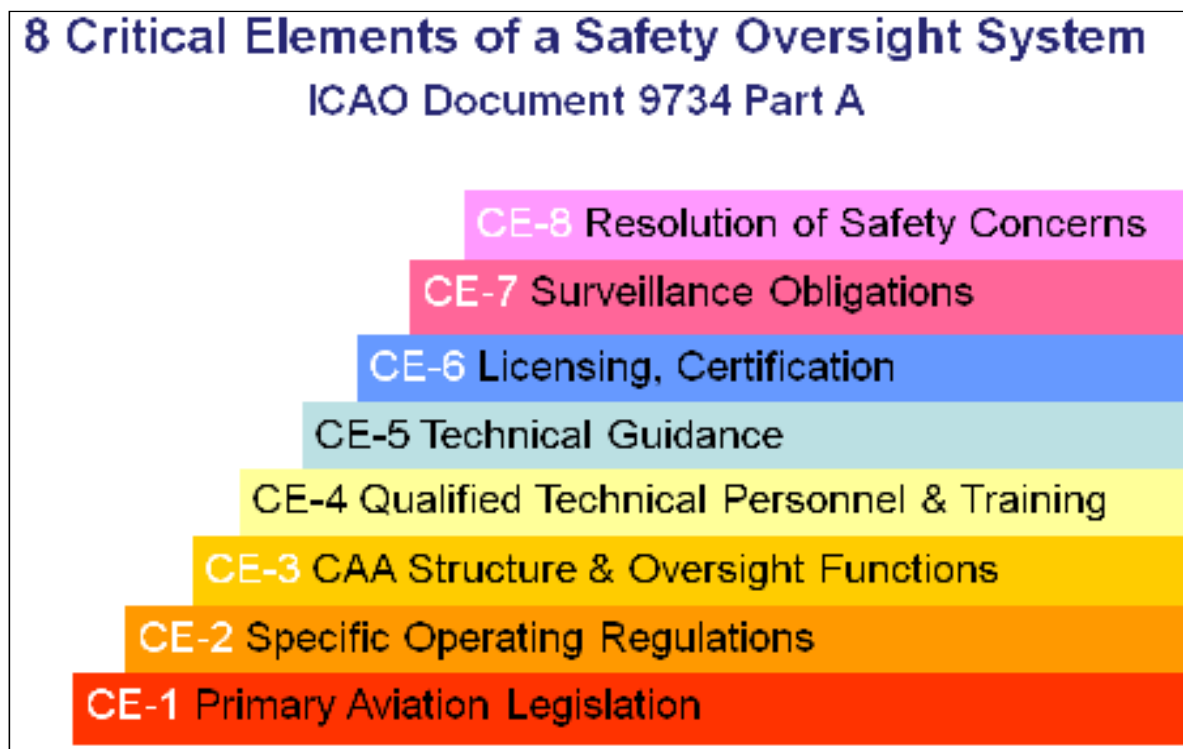 8 Critical Elements of a Safety Oversight System
ICAO Document 9734 Part A
CE-8 Resolution of Safety Concerns
CE-7 Surveillance Obligations
CE-6 Licensing, Certification
CE-5 Technical Guidance
CE-4 Qualified Technical Personnel & Training
CE-3 CAA Structure & Oversight Functions
CE-2 Specific Operating Regulations
CE-1 Primary Aviation Legislation